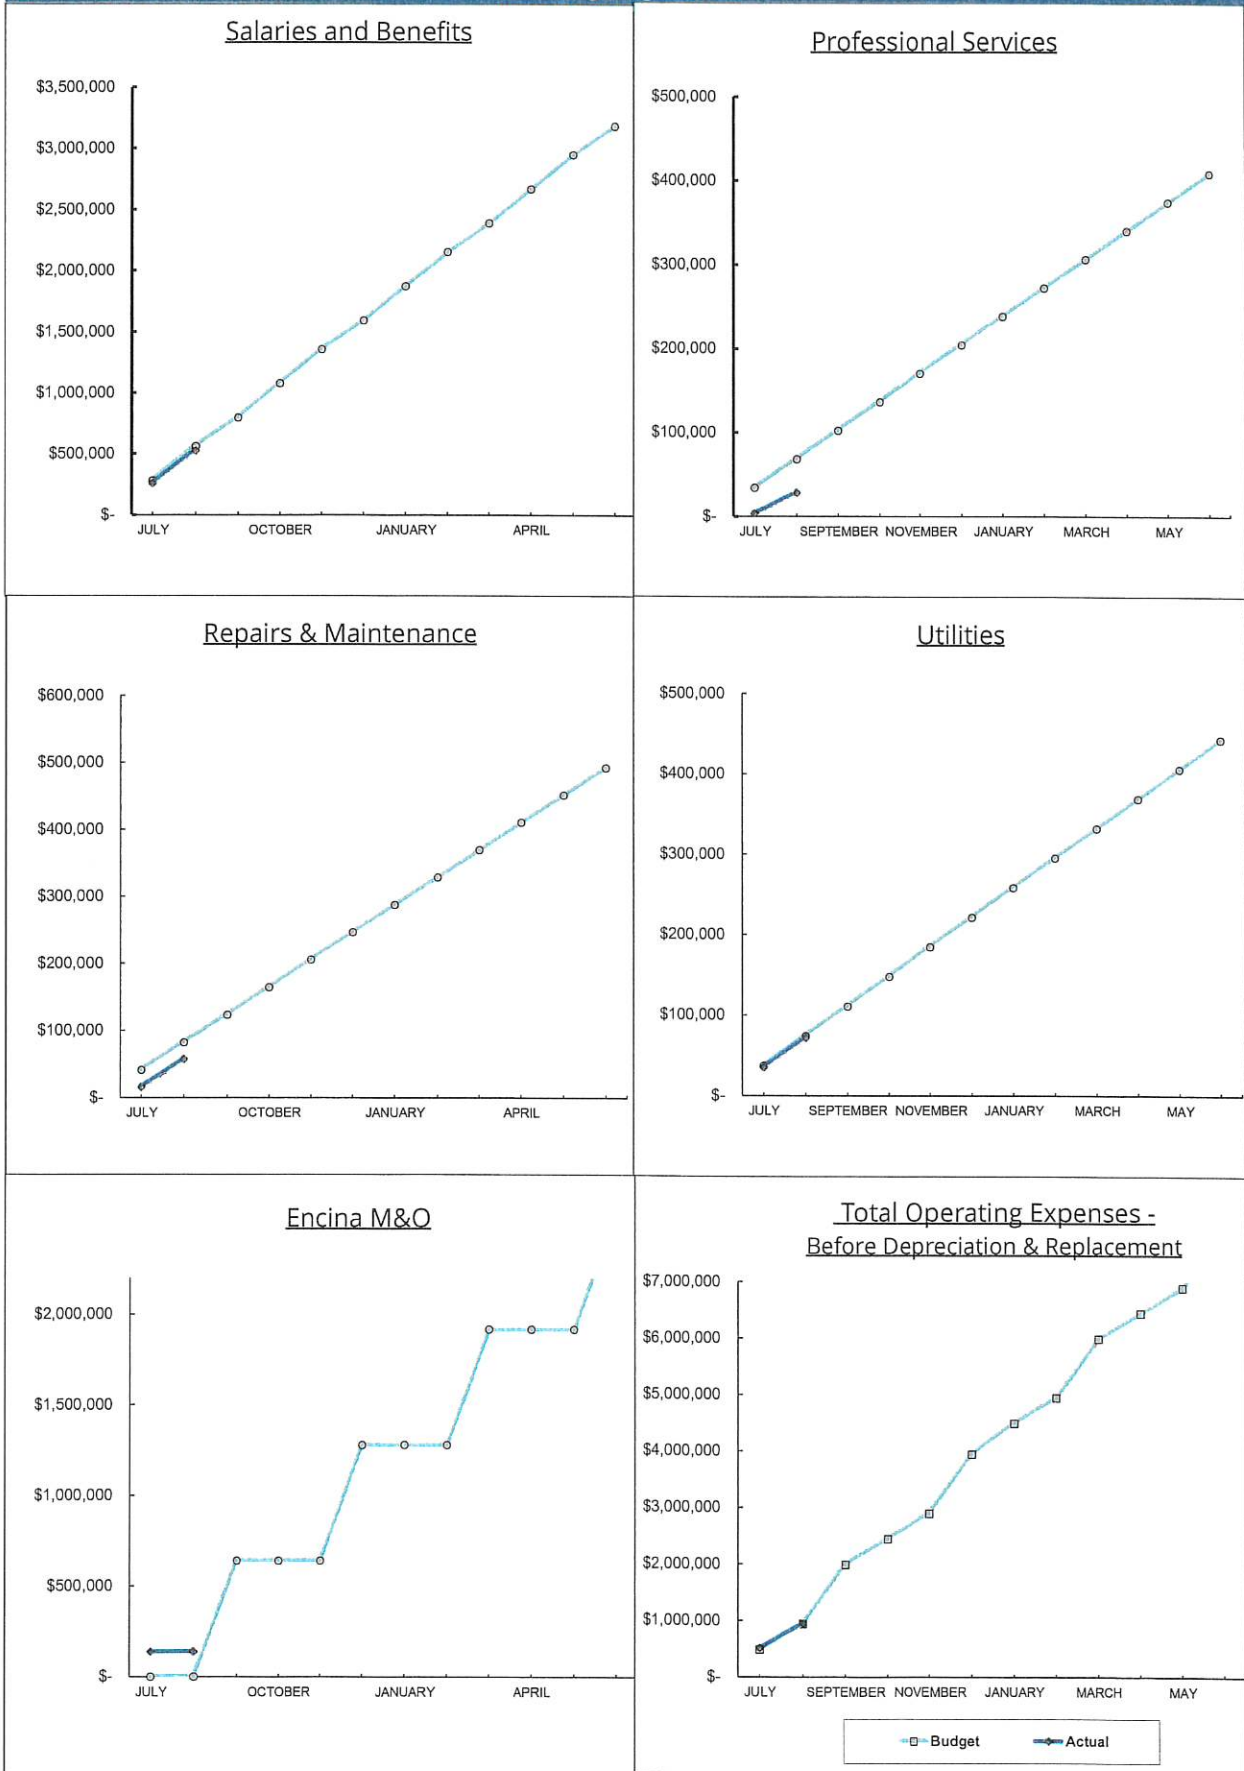 Salaries and Benefits
$3,500,000
$3,000,000
$2,500,000
$2,000,000
$1,500,000
$1,000,000
$500,000
$-
JULY OCTOBER JANUARY APRIL
Professional Services
$500,000
$400,000
$300,000
$200,000
$100,000
$-
JULY SEPTEMBER NOVEMBER JANUARY MARCH MAY
Repairs & Maintenance
$600,000
$500,000
$400,000
$300,000
$200,000
$100,000
$-
JULY OCTOBER JANUARY APRIL
Utilities
$500,000
$400,000
$300,000
$200,000
$100,000
$-
JULY SEPTEMBER NOVEMBER JANUARY MARCH MAY
Encina M&O
$2,000,000
$1,500,000
$1,000,000
$500,000
$-
JULY OCTOBER JANUARY APRIL
Total Operating Expenses -
Before Depreciation & Replacement
$7,000,000
$6,000,000
$5,000,000
$4,000,000
$3,000,000
$2,000,000
$1,000,000
$-
JULY SEPTEMBER NOVEMBER JANUARY MARCH MAY
Budget Actual